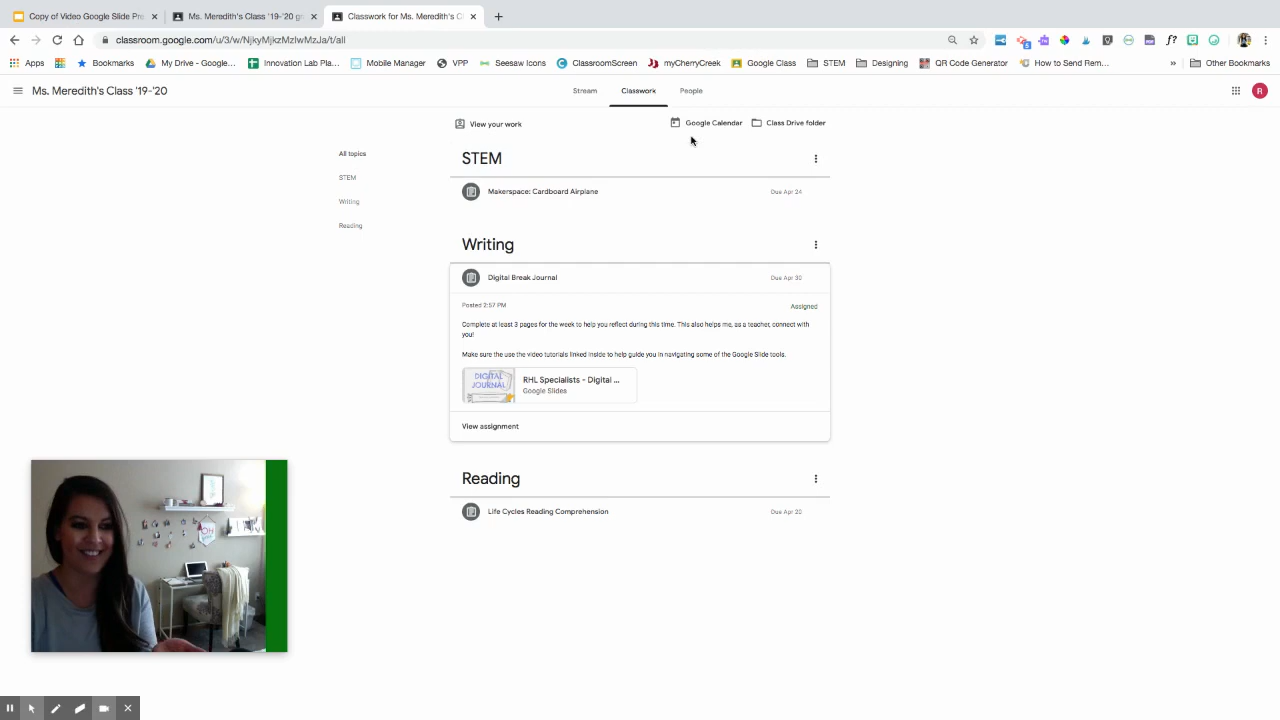 Copy of Video Google Slide Pre
Ms. Meredith's Class '19-'20 gr
Classwork for Ms. Meredith's C
classroom.google.com/u/3/w/NjkyMjkzMzIwMzJa/t/all
Apps
Bookmarks
My Drive - Google...
Innovation Lab Pla...
Mobile Manager
VPP
Seesaw Icons
ClassroomScreen
myCherryCreek
Google Class
STEM
Designing
QR Code Generator
How to Send Rem...
»
Other Bookmarks
Ms. Meredith's Class '19-'20
Stream
Classwork
People
R
View your work
Google Calendar
Class Drive folder
All topics
STEM
Writing
Reading
STEM
Makerspace: Cardboard Airplane
Due Apr 24
Writing
Digital Break Journal
Due Apr 30
Posted 2:57 PM
Assigned
Complete at least 3 pages for the week to help you reflect during this time. This also helps me, as a teacher, connect with
you!
Make sure the use the video tutorials linked inside to help guide you in navigating some of the Google Slide tools.
DIGITAL
JOURNAL
RHL Specialists - Digital ...
Google Slides
View assignment
Reading
Life Cycles Reading Comprehension
Due Apr 20